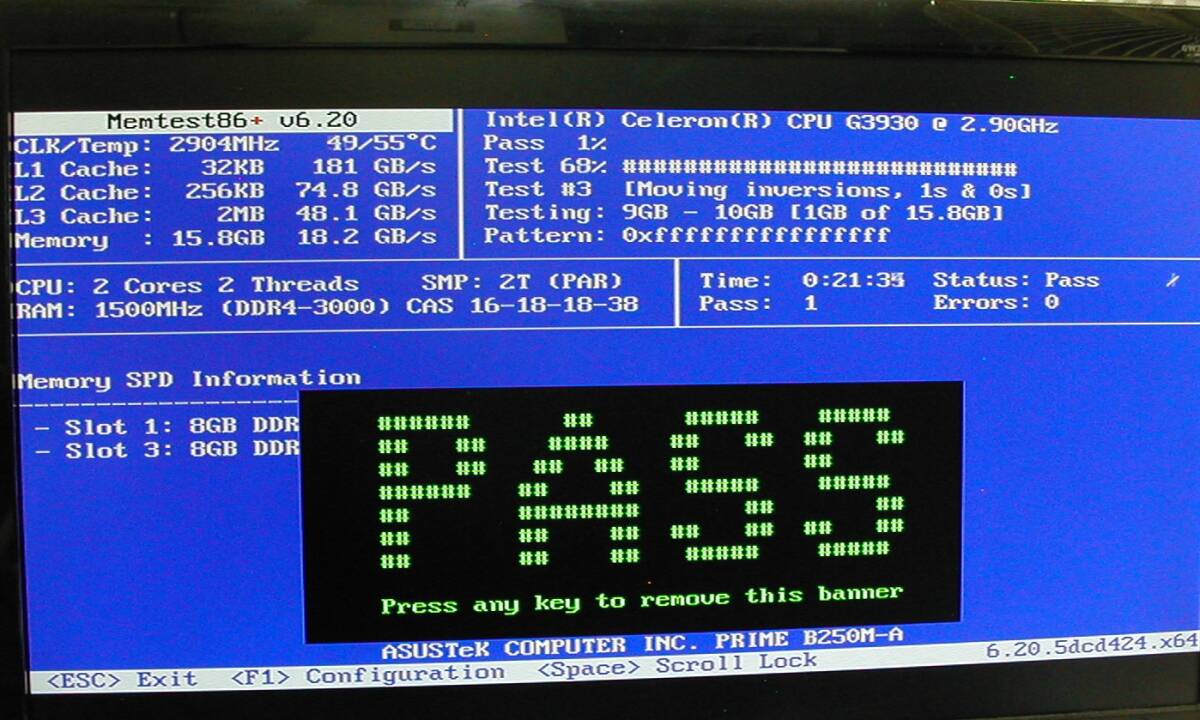 Memtest86+ v6.20
CLK/Temp: 2904MHz 49/55°C
L1 Cache: 32KB 181 GB/s
L2 Cache: 256KB 74.8 GB/s
L3 Cache: 2MB 48.1 GB/s
Memory : 15.8GB 18.2 GB/s
Intel(R) Celeron(R) CPU G3930 @ 2.90GHz
Pass 1%
Test 68% ##########################
Test #3 [Moving inversions, 1s & 0s]
Testing: 9GB - 10GB [1GB of 15.8GB]
Pattern: 0xffffffffffffffff
CPU: 2 Cores 2 Threads SMP: 2T (PAR)
RAM: 1500MHz (DDR4-3000) CAS 16-18-18-38
Time: 0:21:3 Status: Pass
Pass: 1 Errors: 0
Memory SPD Information
- Slot 1: 8GB DDR
- Slot 3: 8GB DDR
PASS
Press any key to remove this banner
ASUSTeK COMPUTER INC. PRIME B250M-A
<ESC> Exit <F1> Configuration <Space> Scroll Lock
6.20.5dcd424.x64